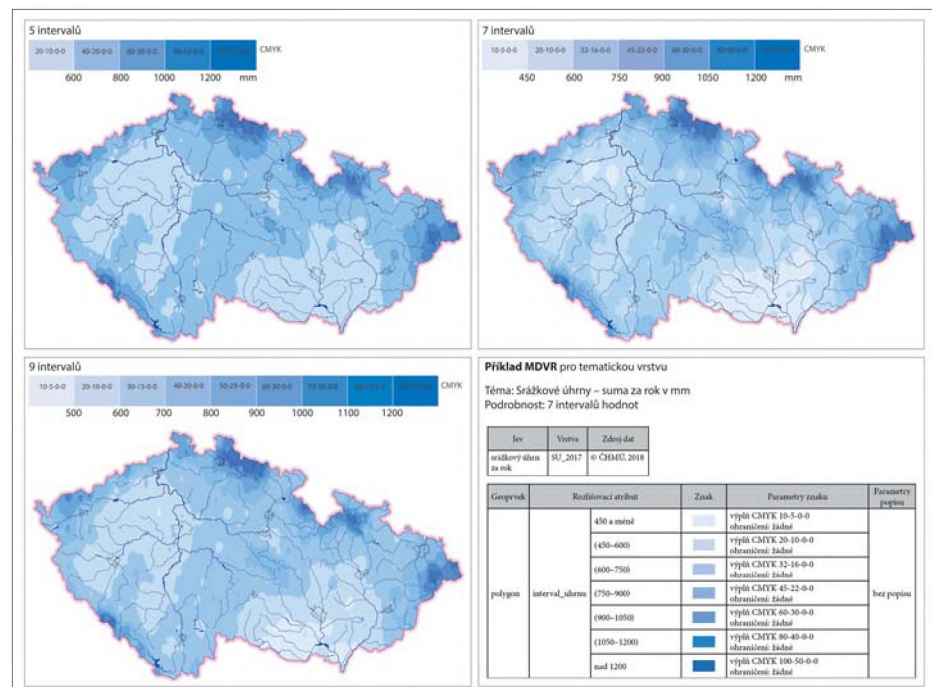 5 intervalů
20-10-0-0 40-20-0-0 60-30-0-0 CMYK
600 800 1000 1200 mm
7 intervalů
10-5-0-0 20-10-0-0 32-16-0-0 45-22-0-0 60-30-0-0 CMYK
450 600 750 900 1050 1200 mm
9 intervalů
10-5-0-0 20-10-0-0 30-15-0-0 40-20-0-0 50-25-0-0 60-30-0-0 CMYK
500 600 700 800 900 1000 1100 1200
Příklad MDVR pro tematickou vrstvu
Téma: Srážkové úhrny – suma za rok v mm
Podrobnost: 7 intervalů hodnot
Jev Vrstva Zdroj dat
srážkový úhrn za rok SU_2017 © ČHMÚ, 2018
Geoprvek Rozlišovací atribut Znak Parametry znaku Parametry popisu
polygon interval_uhrnu bez popisu
450 a méně výplň CMYK 10-5-0-0
ohraničení: žádné
(450–600) výplň CMYK 20-10-0-0
ohraničení: žádné
(600–750) výplň CMYK 32-16-0-0
ohraničení: žádné
(750–900) výplň CMYK 45-22-0-0
ohraničení: žádné
(900–1050) výplň CMYK 60-30-0-0
ohraničení: žádné
(1050–1200) výplň CMYK 80-40-0-0
ohraničení: žádné
nad 1200 výplň CMYK 100-50-0-0
ohraničení: žádné